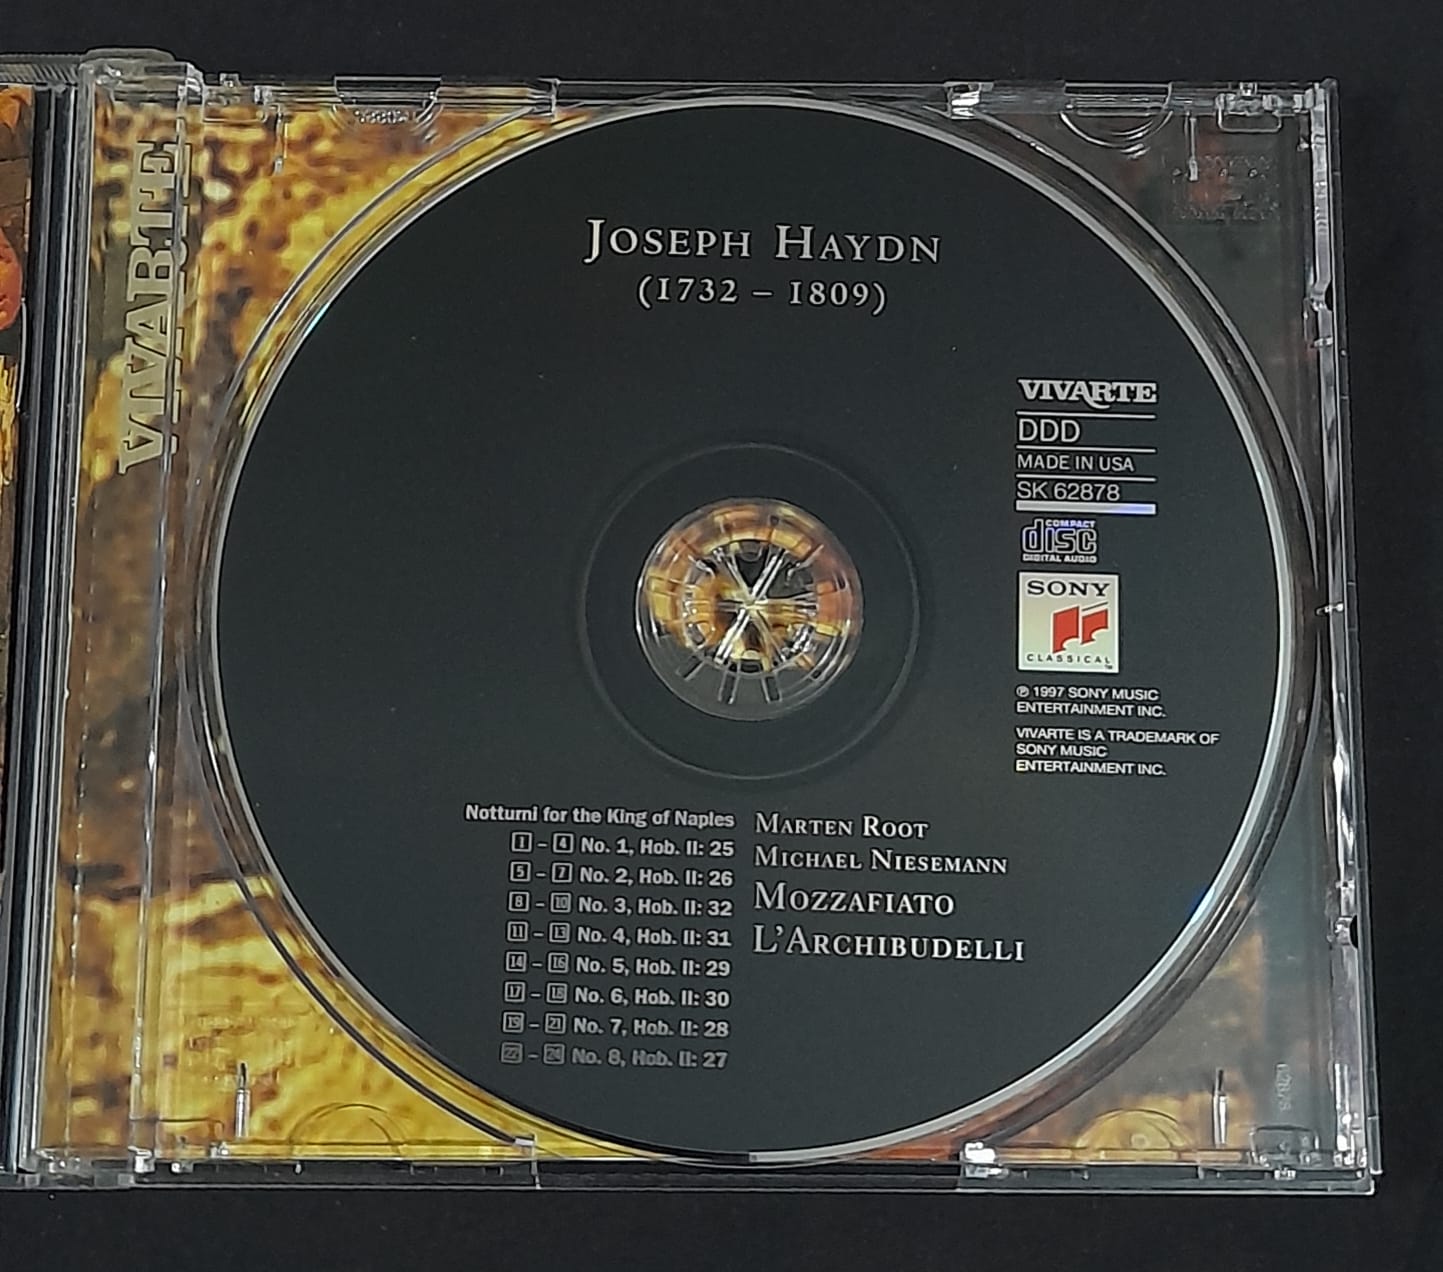 VIVARTE
JOSEPH HAYDN
(1732 – 1809)
VIVARTE
DDD
MADE IN USA
SK 62878
COMPACT
disc
DIGITAL AUDIO
SONY
CLASSICAL
℗ 1997 SONY MUSIC
ENTERTAINMENT INC.
VIVARTE IS A TRADEMARK OF
SONY MUSIC
ENTERTAINMENT INC.
Notturni for the King of Naples
1 – 4 No. 1, Hob. II: 25
5 – 7 No. 2, Hob. II: 26
8 – 10 No. 3, Hob. II: 32
11 – 13 No. 4, Hob. II: 31
14 – 16 No. 5, Hob. II: 29
17 – 18 No. 6, Hob. II: 30
19 – 21 No. 7, Hob. II: 28
22 – 24 No. 8, Hob. II: 27
MARTEN ROOT
MICHAEL NIESEMANN
MOZZAFIATO
L'ARCHIBUDELLI